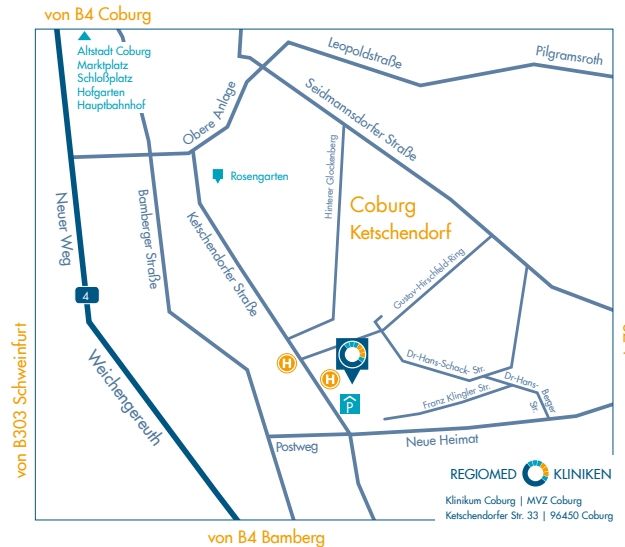 von B4 Coburg
Altstadt Coburg
Marktplatz
Schloßplatz
Hofgarten
Hauptbahnhof
Leopoldstraße
Pilgramsroth
Obere Anlage
Seidmannsdorfer Straße
Rosengarten
Hinterer Glockenberg
Coburg
Ketschendorf
Neuer Weg
Bamberger Straße
Ketschendorfer Straße
Gustav-Hirschfeld-Ring
4
H
H
P
Weichengereuth
Dr-Hans-Schack- Str.
Dr-Hans-
Berger
Str.
Franz Klingler Str.
Postweg
Neue Heimat
von B303 Schweinfurt
REGIOMED KLINIKEN
Klinikum Coburg | MVZ Coburg
Ketschendorfer Str. 33 | 96450 Coburg
von B4 Bamberg